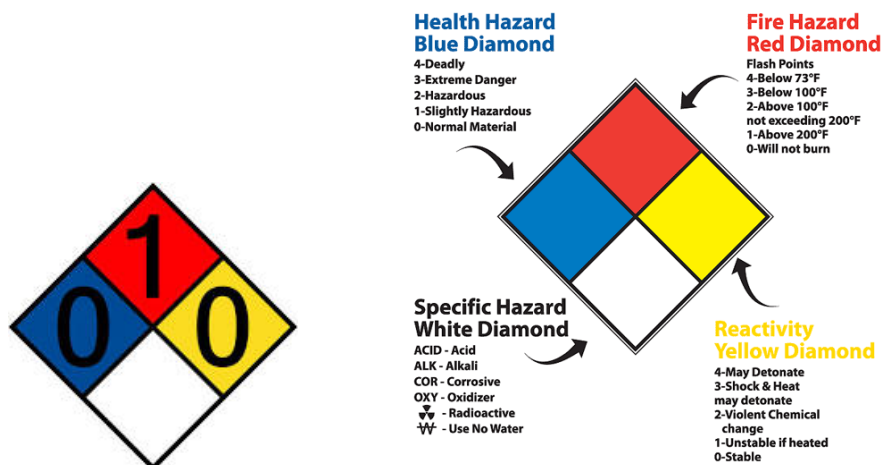 Health Hazard
Blue Diamond
4-Deadly
3-Extreme Danger
2-Hazardous
1-Slightly Hazardous
0-Normal Material
Fire Hazard
Red Diamond
Flash Points
4-Below 73°F
3-Below 100°F
2-Above 100°F
not exceeding 200°F
1-Above 200°F
0-Will not burn
1
0 0
Specific Hazard
White Diamond
ACID - Acid
ALK - Alkali
COR - Corrosive
OXY - Oxidizer
☢ - Radioactive
W - Use No Water
Reactivity
Yellow Diamond
4-May Detonate
3-Shock & Heat
may detonate
2-Violent Chemical
change
1-Unstable if heated
0-Stable